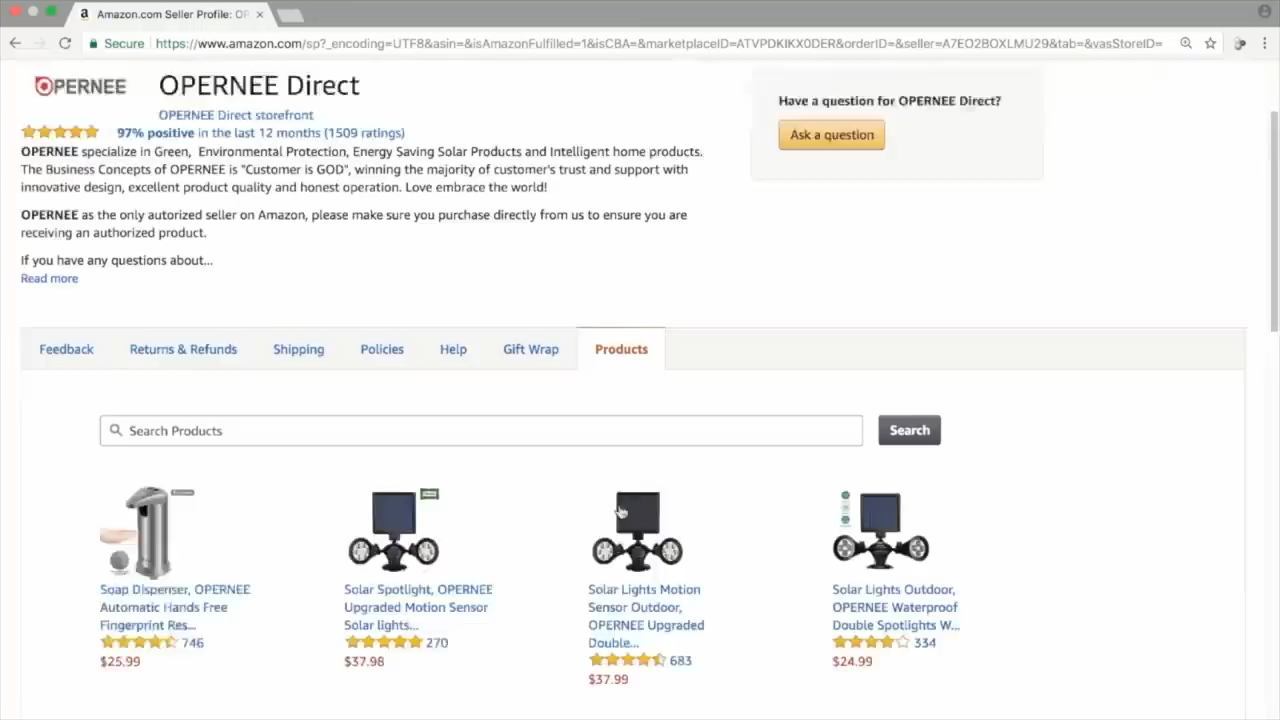 Amazon.com Seller Profile: OP
Secure https://www.amazon.com/sp?_encoding=UTF8&asin=&isAmazonFulfilled=1&isCBA=&marketplaceID=ATVPDKIKX0DER&orderID=&seller=A7EO2BOXLMU29&tab=&vasStoreID=
OPERNEE
OPERNEE Direct
OPERNEE Direct storefront
97% positive in the last 12 months (1509 ratings)
OPERNEE specialize in Green, Environmental Protection, Energy Saving Solar Products and Intelligent home products.
The Business Concepts of OPERNEE is "Customer is GOD", winning the majority of customer's trust and support with
innovative design, excellent product quality and honest operation. Love embrace the world!
OPERNEE as the only autorized seller on Amazon, please make sure you purchase directly from us to ensure you are
receiving an authorized product.
If you have any questions about...
Read more
Have a question for OPERNEE Direct?
Ask a question
Feedback
Returns & Refunds
Shipping
Policies
Help
Gift Wrap
Products
Search Products
Search
Soap Dispenser, OPERNEE
Automatic Hands Free
Fingerprint Res...
746
$25.99
Solar Spotlight, OPERNEE
Upgraded Motion Sensor
Solar lights...
270
$37.98
Solar Lights Motion
Sensor Outdoor,
OPERNEE Upgraded
Double...
683
$37.99
Solar Lights Outdoor,
OPERNEE Waterproof
Double Spotlights W...
334
$24.99